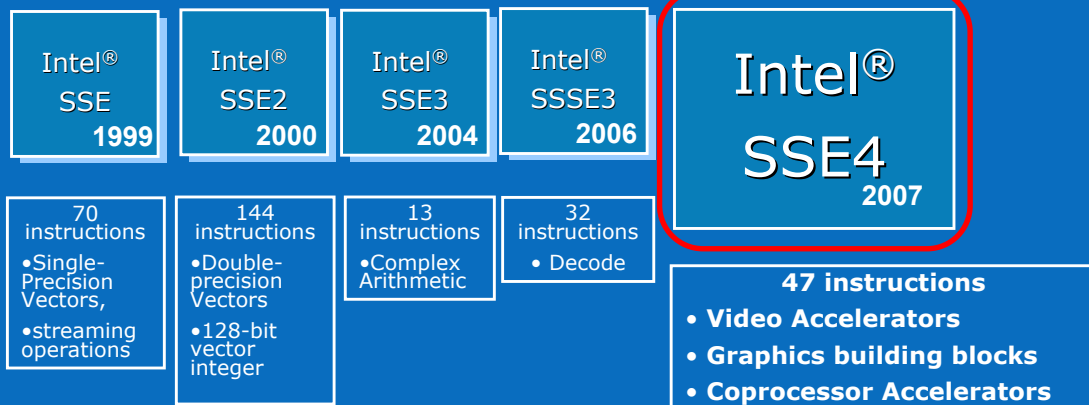 Intel®
SSE
1999
Intel®
SSE2
2000
Intel®
SSE3
2004
Intel®
SSSE3
2006
Intel®
SSE4
2007
70
instructions
•Single-
Precision
Vectors,
•streaming
operations
144
instructions
•Double-
precision
Vectors
•128-bit
vector
integer
13
instructions
•Complex
Arithmetic
32
instructions
• Decode
47 instructions
• Video Accelerators
• Graphics building blocks
• Coprocessor Accelerators